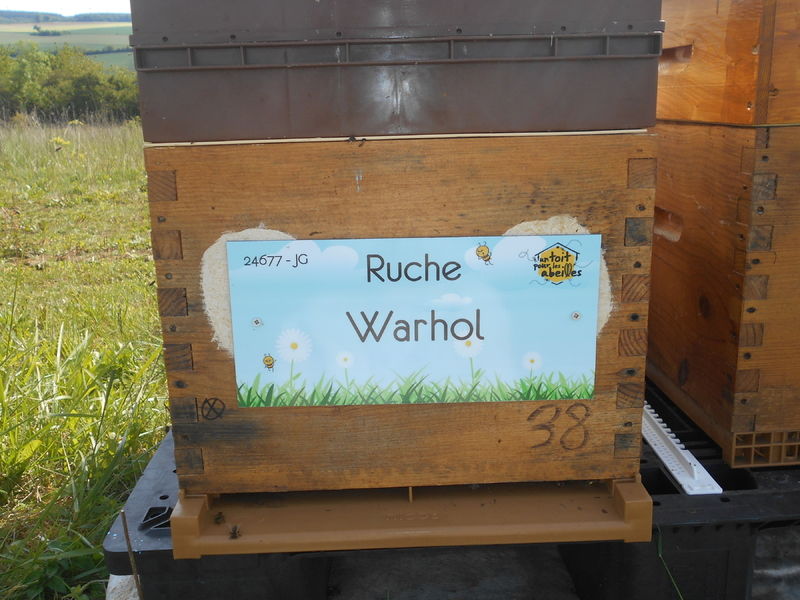 24677 - JG
Ruche
Warhol
un toit
pour les
abeilles
38